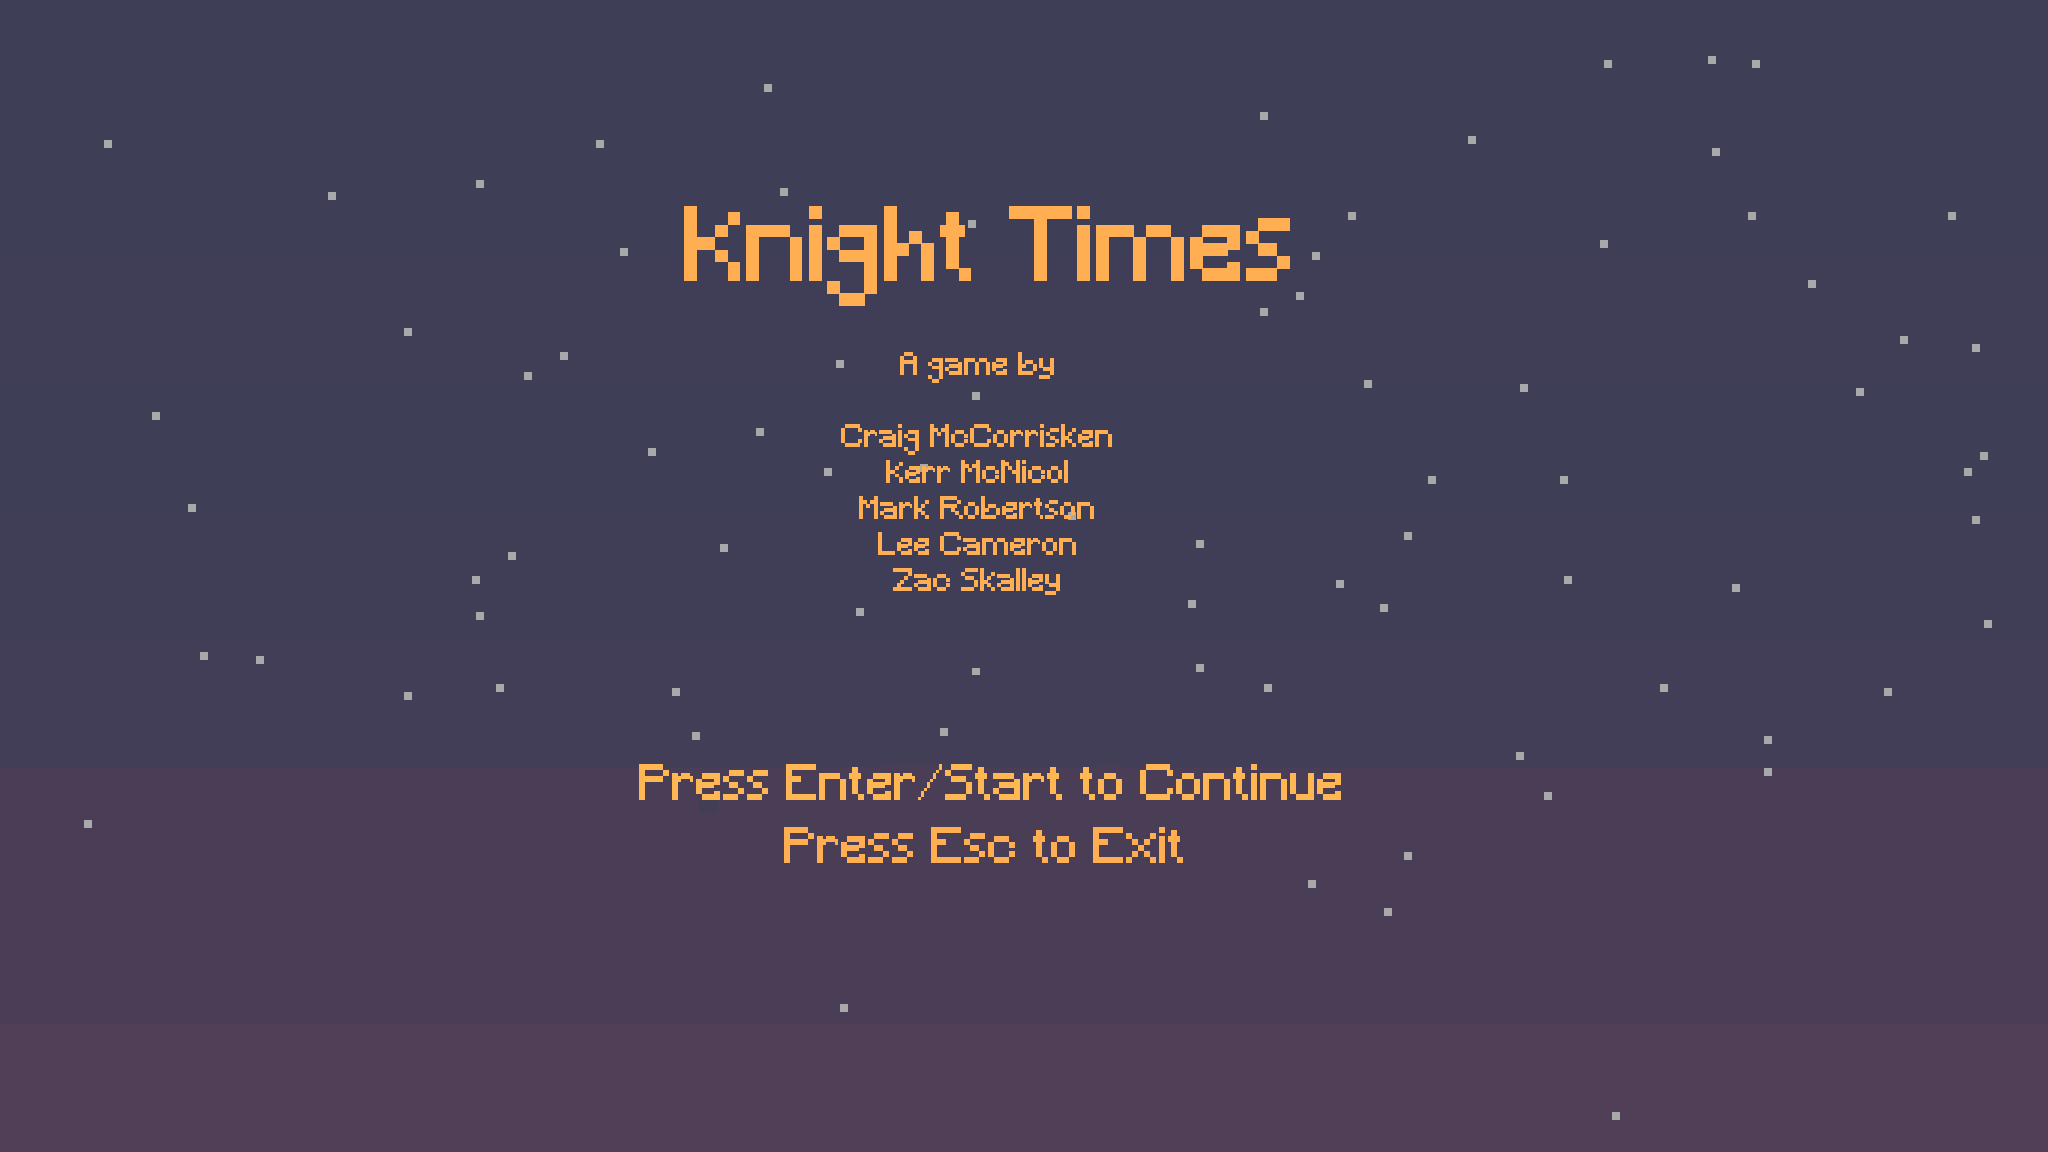 Knight Times
A game by
Craig McCorrisken
Kerr McNicol
Mark Robertson
Lee Cameron
Zac Skalley
Press Enter/Start to Continue
Press Esc to Exit